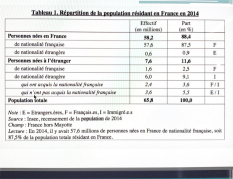 Tableau 1. Répartition de la population résidant en France en 2014
Effectif (en millions) Part (en %)
Personnes nées en France 58,2 88,4
de nationalité française 57,6 87,5 F
de nationalité étrangère 0,6 0,9 E
Personnes nées à l'étranger 7,6 11,6
de nationalité française 1,6 2,5 F
de nationalité étrangère 6,0 9,1 I
qui ont acquis la nationalité française 2,4 3,6 F/I
qui n'ont pas acquis la nationalité 3,6 5,5 E/I
Population totale 65,8 100,0
Note : E = Étrangers.ères, F = Français.es, I = Immigré.e.s
Source : Insee, recensement de la population de 2014
Champ : France hors Mayotte
Lecture : En 2014, il y avait 57,6 millions de personnes nées en France de nationalité française, soit
87,5% de la population totale résidant en France.